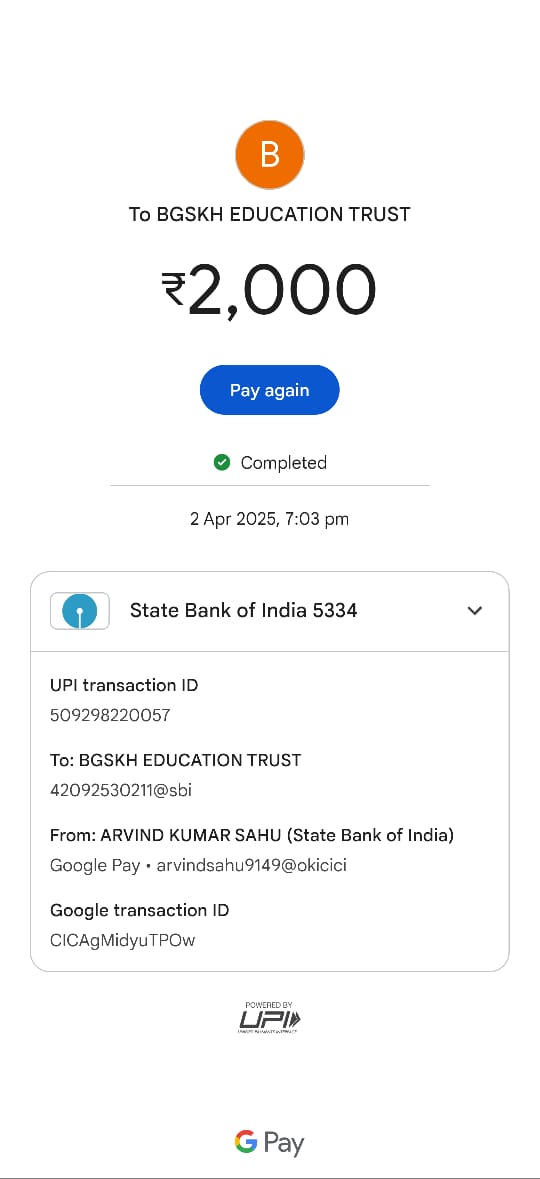 B
To BGSKH EDUCATION TRUST
₹2,000
Pay again
Completed
2 Apr 2025, 7:03 pm
State Bank of India 5334
UPI transaction ID
509298220057
To: BGSKH EDUCATION TRUST
42092530211@sbi
From: ARVIND KUMAR SAHU (State Bank of India)
Google Pay • arvindsahu9149@okicici
Google transaction ID
CICAgMidyuTPOw
POWERED BY
UPI
UNIFIED PAYMENTS INTERFACE
G Pay